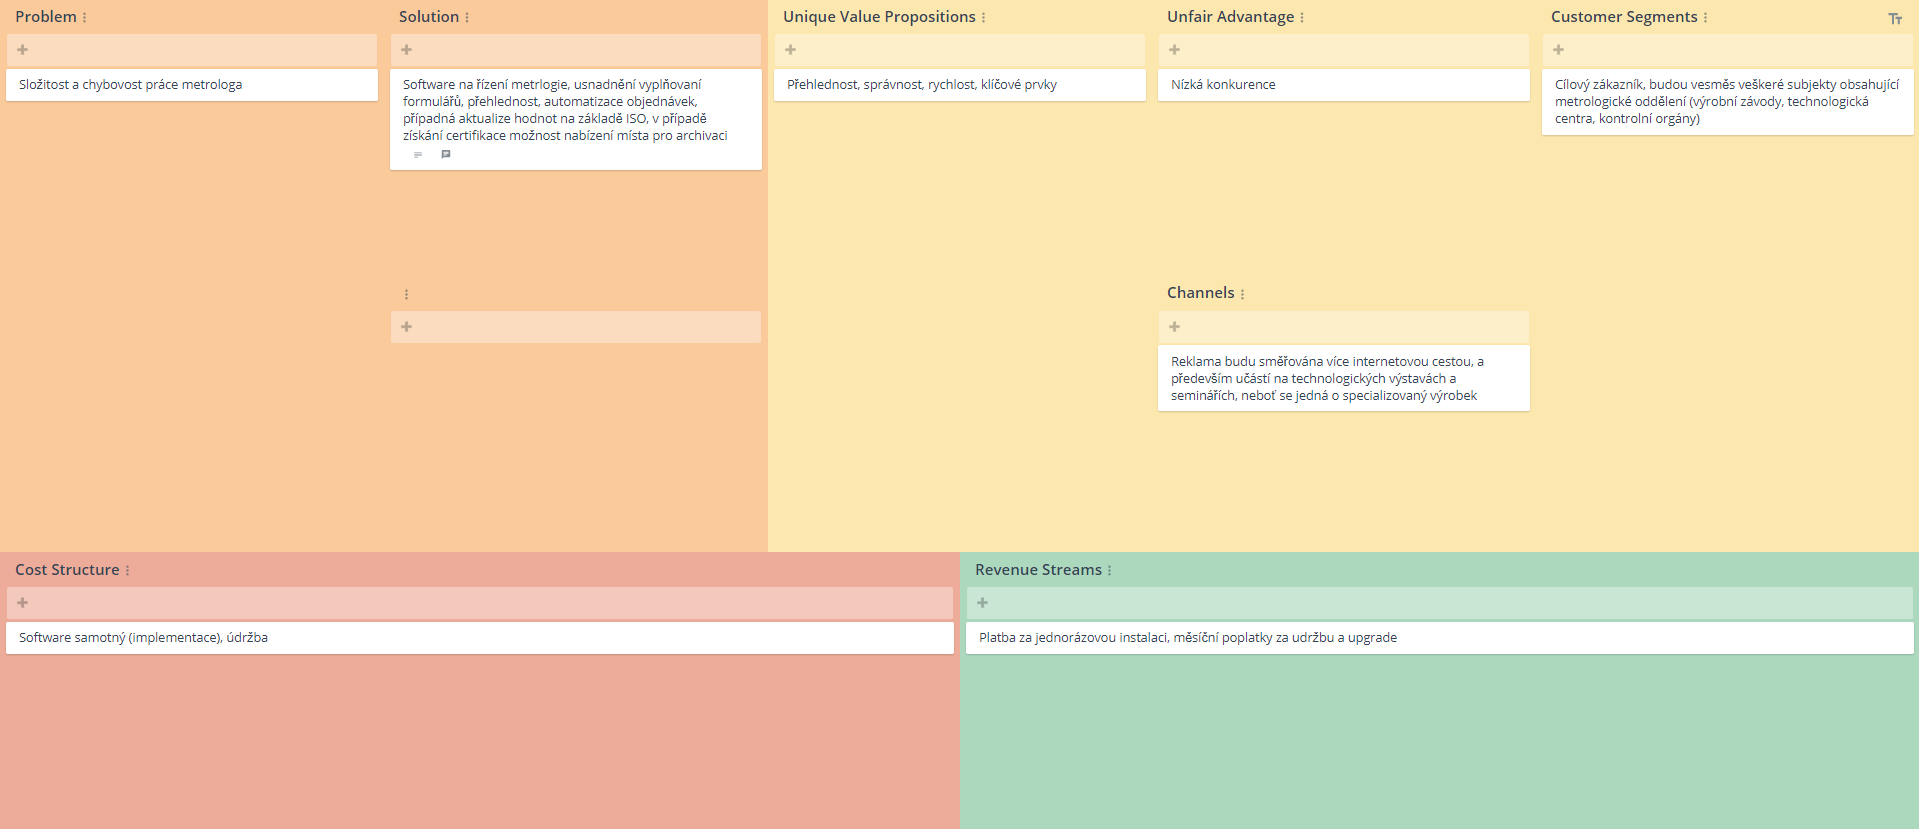 Problem
Složitost a chybovost práce metrologa
Solution
Software na řízení metrlogie, usnadnění vyplňovaní
formulářů, přehlednost, automatizace objednávek,
případná aktualize hodnot na základě ISO, v případě
získání certifikace možnost nabízení místa pro archivaci
Unique Value Propositions
Přehlednost, správnost, rychlost, klíčové prvky
Unfair Advantage
Nízká konkurence
Channels
Reklama budu směřována více internetovou cestou, a
především učástí na technologických výstavách a
seminářích, neboť se jedná o specializovaný výrobek
Customer Segments
Cílový zákazník, budou vesměs veškeré subjekty obsahující
metrologické oddělení (výrobní závody, technologická
centra, kontrolní orgány)
Cost Structure
Software samotný (implementace), údržba
Revenue Streams
Platba za jednorázovou instalaci, měsíční poplatky za udržbu a upgrade